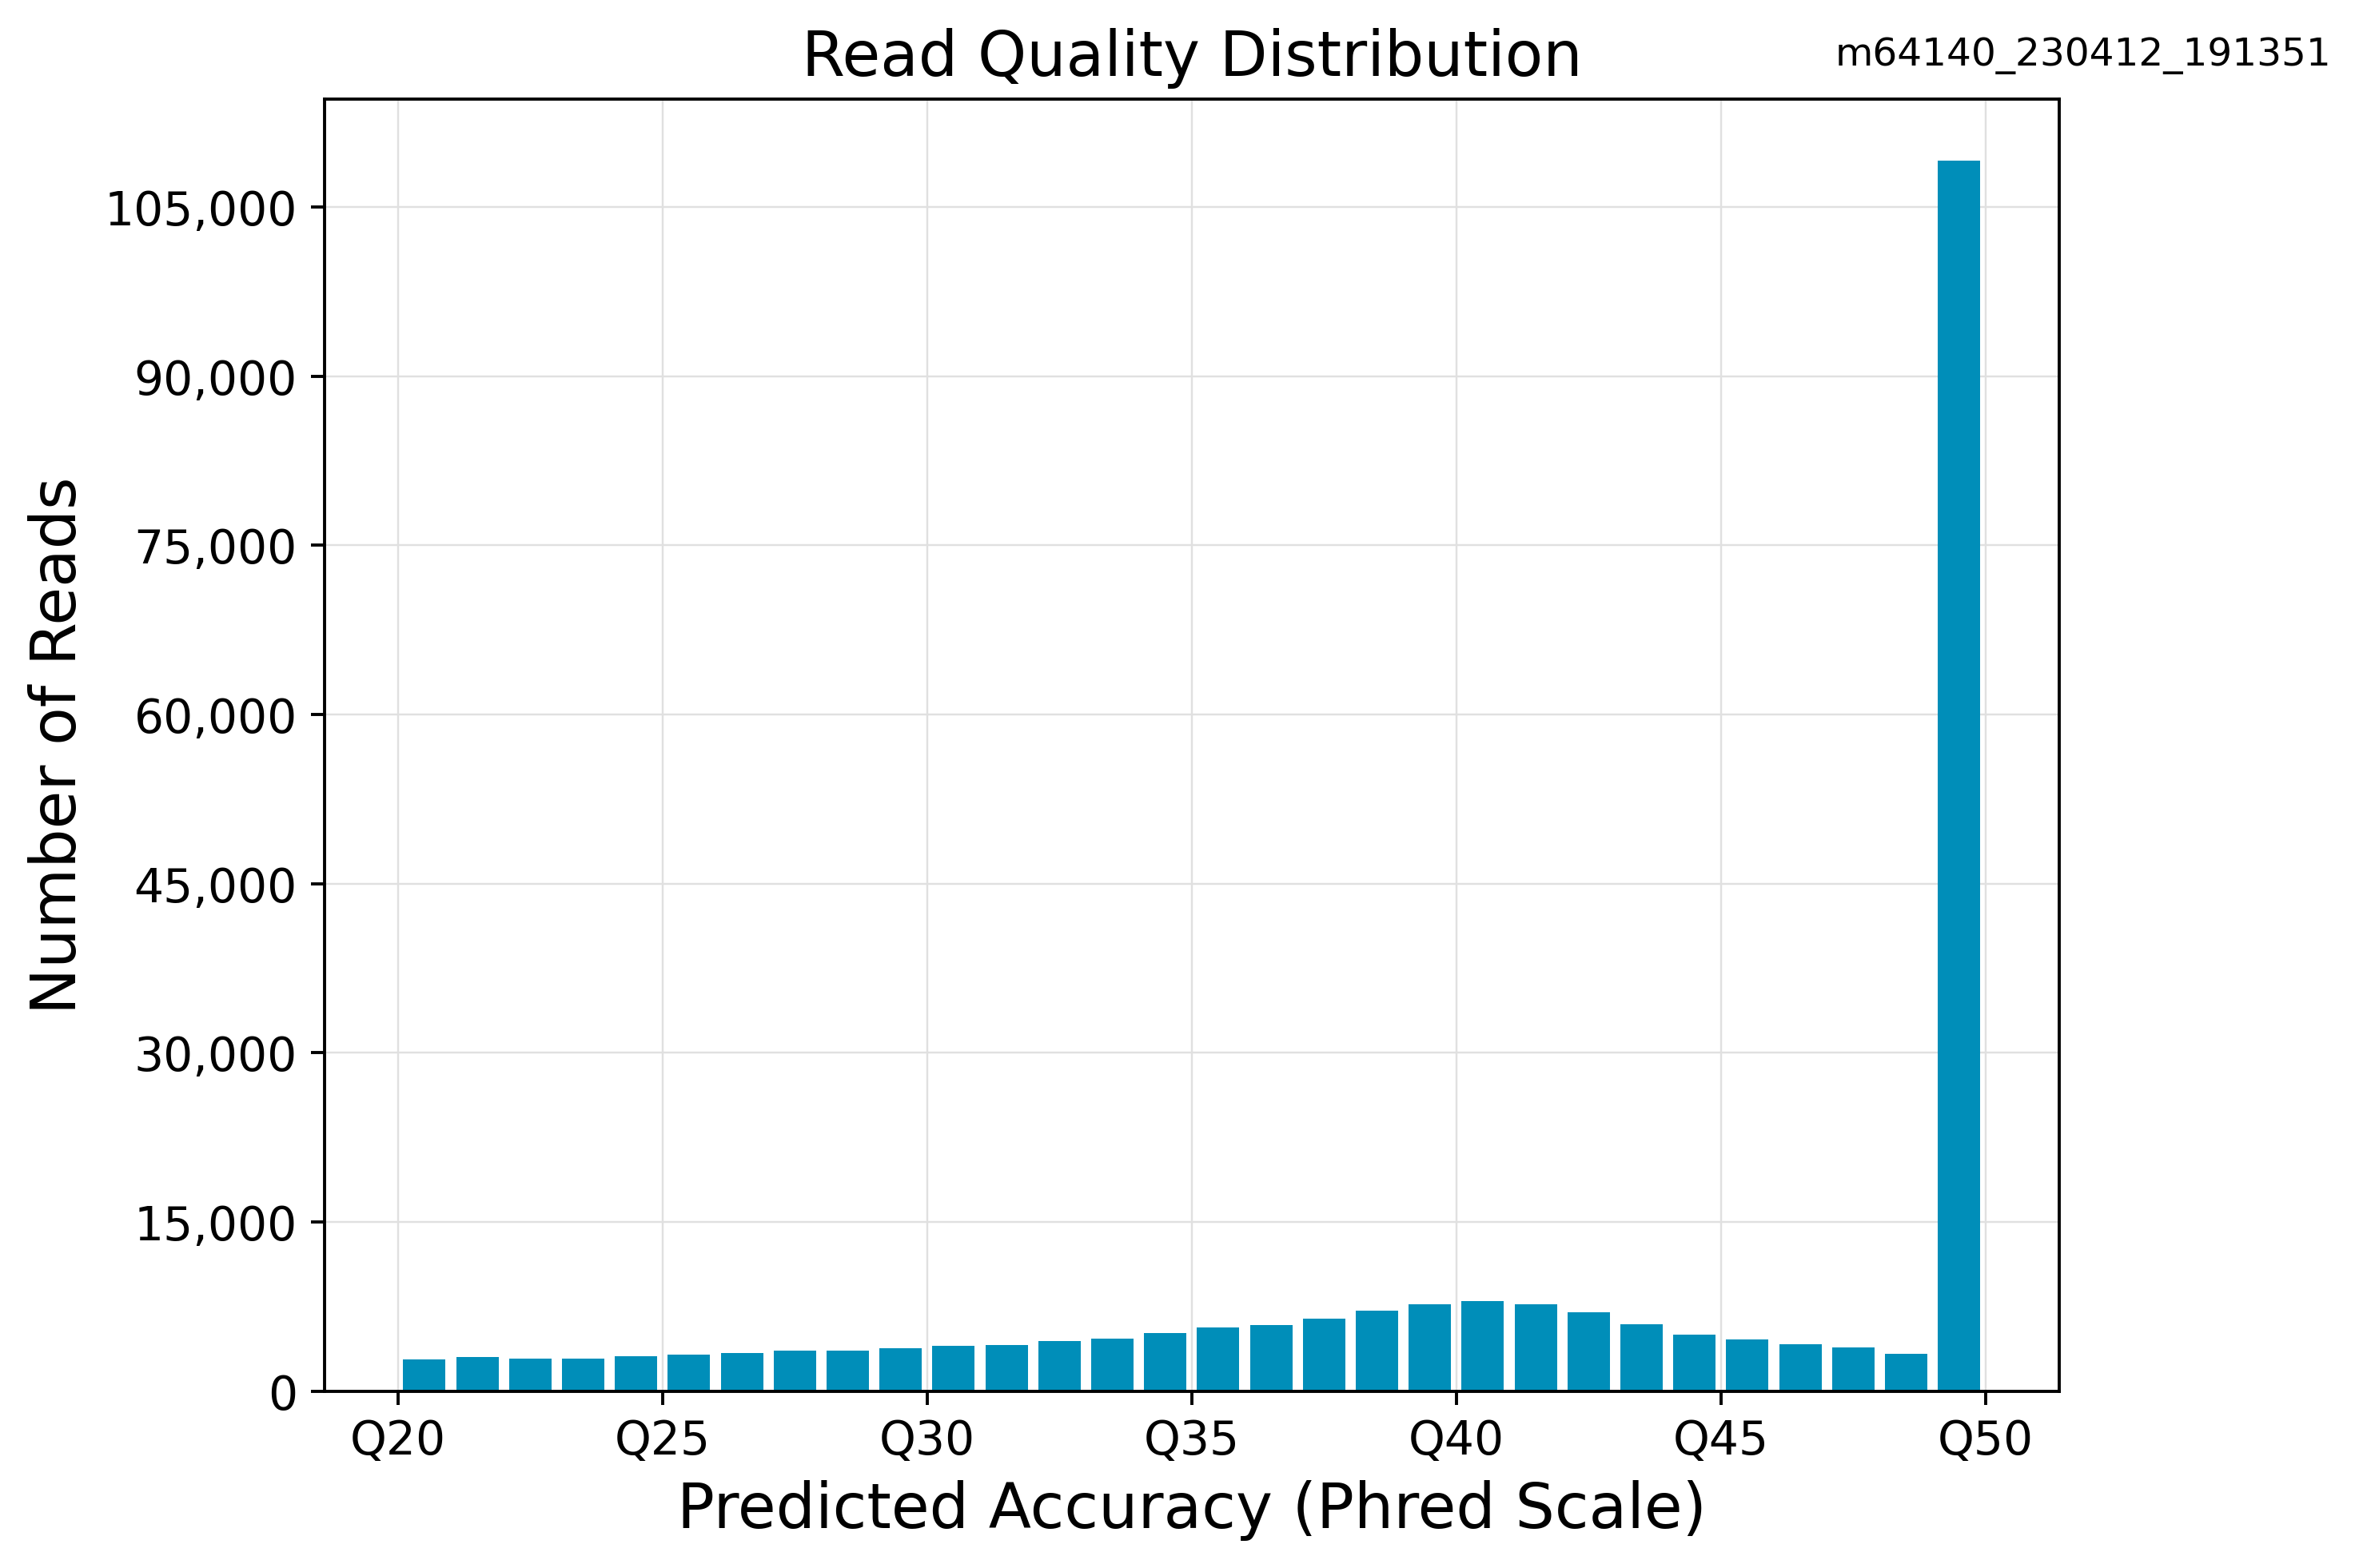 Read Quality Distribution
m64140_230412_191351
Number of Reads
105,000
90,000
75,000
60,000
45,000
30,000
15,000
0
Q20 Q25 Q30 Q35 Q40 Q45 Q50
Predicted Accuracy (Phred Scale)